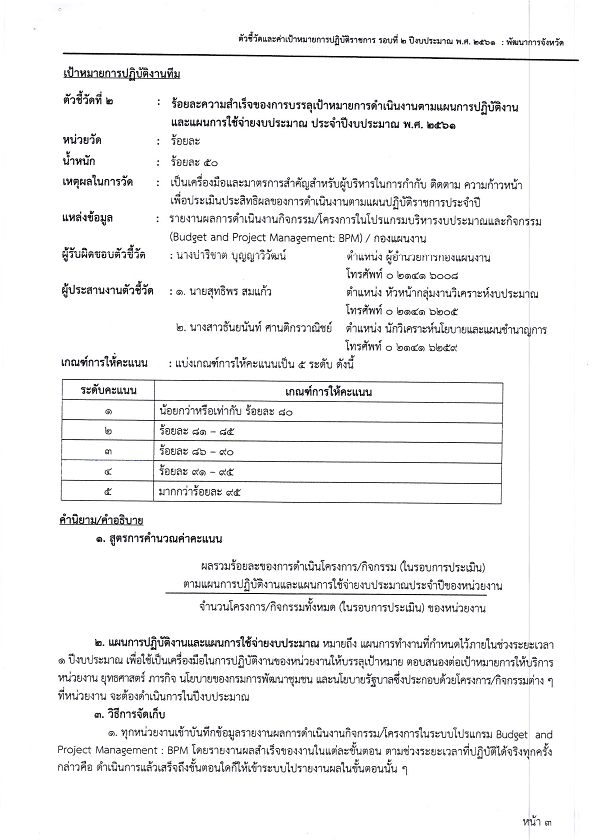 ตัวชี้วัดและค่าเป้าหมายการปฏิบัติราชการ รอบที่ ๒ ปีงบประมาณ พ.ศ. ๒๕๖๑ : พัฒนาการจังหวัด
เป้าหมายการปฏิบัติงานทีม
ตัวชี้วัดที่ ๒ : ร้อยละความสำเร็จของการบรรลุเป้าหมายการดำเนินงานตามแผนการปฏิบัติงาน
และแผนการใช้จ่ายงบประมาณ ประจำปีงบประมาณ พ.ศ. ๒๕๖๑
หน่วยวัด : ร้อยละ
น้ำหนัก : ร้อยละ ๕๐
เหตุผลในการวัด : เป็นเครื่องมือและมาตรการสำคัญสำหรับผู้บริหารในการกำกับ ติดตาม ความก้าวหน้า
เพื่อประเมินประสิทธิผลของการดำเนินงานตามแผนปฏิบัติราชการประจำปี
แหล่งข้อมูล : รายงานผลการดำเนินงานกิจกรรม/โครงการในโปรแกรมบริหารงบประมาณและกิจกรรม
(Budget and Project Management: BPM) / กองแผนงาน
ผู้รับผิดชอบตัวชี้วัด : นางปาริชาต บุญญาวิวัฒน์ ตำแหน่ง ผู้อำนวยการกองแผนงาน
โทรศัพท์ ๐ ๒๑๔๑ ๖๐๐๘
ผู้ประสานงานตัวชี้วัด : ๑. นายสุทธิพร สมแก้ว ตำแหน่ง หัวหน้ากลุ่มงานวิเคราะห์งบประมาณ
โทรศัพท์ ๐ ๒๑๔๑ ๖๒๐๕
๒. นางสาวธันยนันท์ ศานติกรวาณิชย์ ตำแหน่ง นักวิเคราะห์นโยบายและแผนชำนาญการ
โทรศัพท์ ๐ ๒๑๔๑ ๖๒๕๙
เกณฑ์การให้คะแนน : แบ่งเกณฑ์การให้คะแนนเป็น ๕ ระดับ ดังนี้
ระดับคะแนน เกณฑ์การให้คะแนน
๑ น้อยกว่าหรือเท่ากับ ร้อยละ ๘๐
๒ ร้อยละ ๘๑ – ๘๕
๓ ร้อยละ ๘๖ – ๙๐
๔ ร้อยละ ๙๑ – ๙๕
๕ มากกว่าร้อยละ ๙๕
คำนิยาม/คำอธิบาย
๑. สูตรการคำนวณค่าคะแนน
ผลรวมร้อยละของการดำเนินโครงการ/กิจกรรม (ในรอบการประเมิน)
ตามแผนการปฏิบัติงานและแผนการใช้จ่ายงบประมาณประจำปีของหน่วยงาน
จำนวนโครงการ/กิจกรรมทั้งหมด (ในรอบการประเมิน) ของหน่วยงาน
๒. แผนการปฏิบัติงานและแผนการใช้จ่ายงบประมาณ หมายถึง แผนการทำงานที่กำหนดไว้ภายในช่วงระยะเวลา
๑ ปีงบประมาณ เพื่อใช้เป็นเครื่องมือในการปฏิบัติงานของหน่วยงานให้บรรลุเป้าหมาย ตอบสนองต่อเป้าหมายการให้บริการ
หน่วยงาน ยุทธศาสตร์ ภารกิจ นโยบายของกรมการพัฒนาชุมชน และนโยบายรัฐบาลซึ่งประกอบด้วยโครงการ/กิจกรรมต่าง ๆ
ที่หน่วยงาน จะต้องดำเนินการในปีงบประมาณ
๓. วิธีการจัดเก็บ
๑. ทุกหน่วยงานเข้าบันทึกข้อมูลรายงานผลการดำเนินงานกิจกรรม/โครงการในระบบโปรแกรม Budget and
Project Management : BPM โดยรายงานผลสำเร็จของงานในแต่ละขั้นตอน ตามช่วงระยะเวลาที่ปฏิบัติได้จริงทุกครั้ง
กล่าวคือ ดำเนินการแล้วเสร็จถึงขั้นตอนใดก็ให้เข้าระบบไปรายงานผลในขั้นตอนนั้น ๆ
หน้า ๓